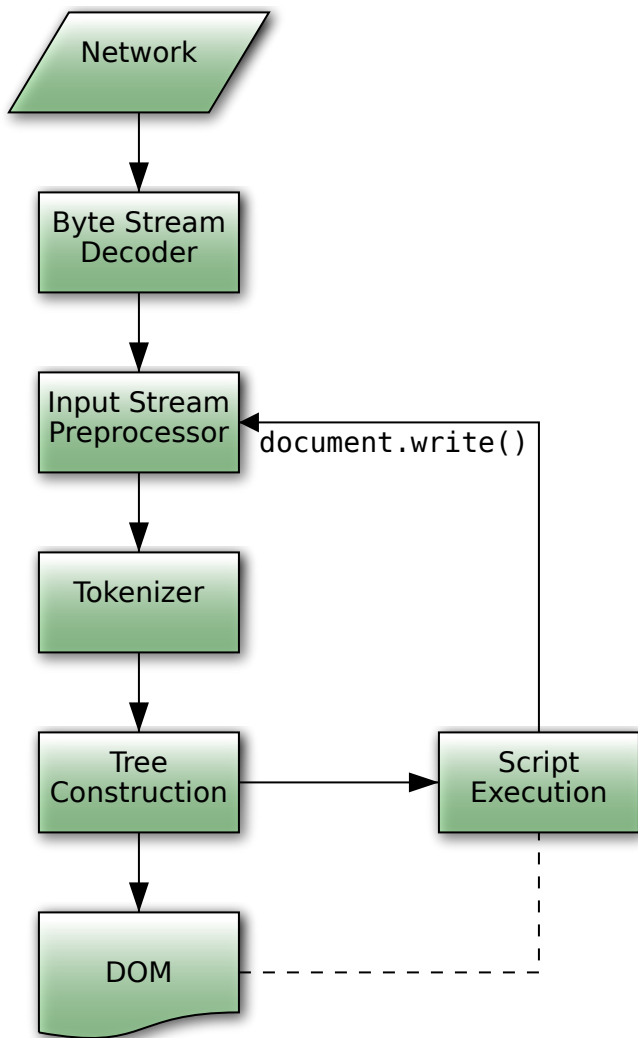 Network
Byte Stream
Decoder
Input Stream
Preprocessor
document.write()
Tokenizer
Tree
Construction
Script
Execution
DOM